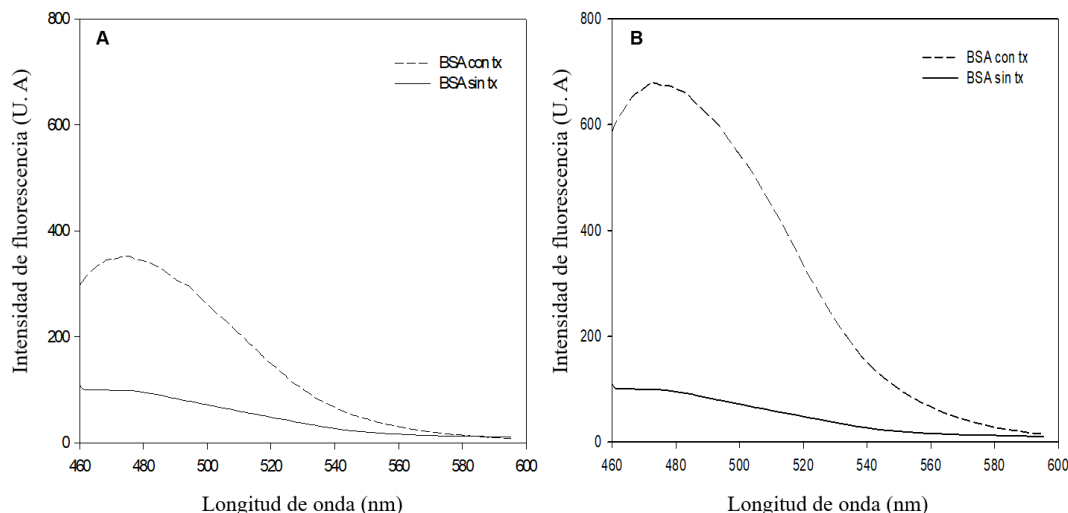 A
BSA con tx
BSA sin tx
Intensidad de fluorescencia (U. A)
800
600
400
200
0
460 480 500 520 540 560 580 600
Longitud de onda (nm)
B
BSA con tx
BSA sin tx
Intensidad de fluorescencia (U. A)
800
600
400
200
0
460 480 500 520 540 560 580 600
Longitud de onda (nm)